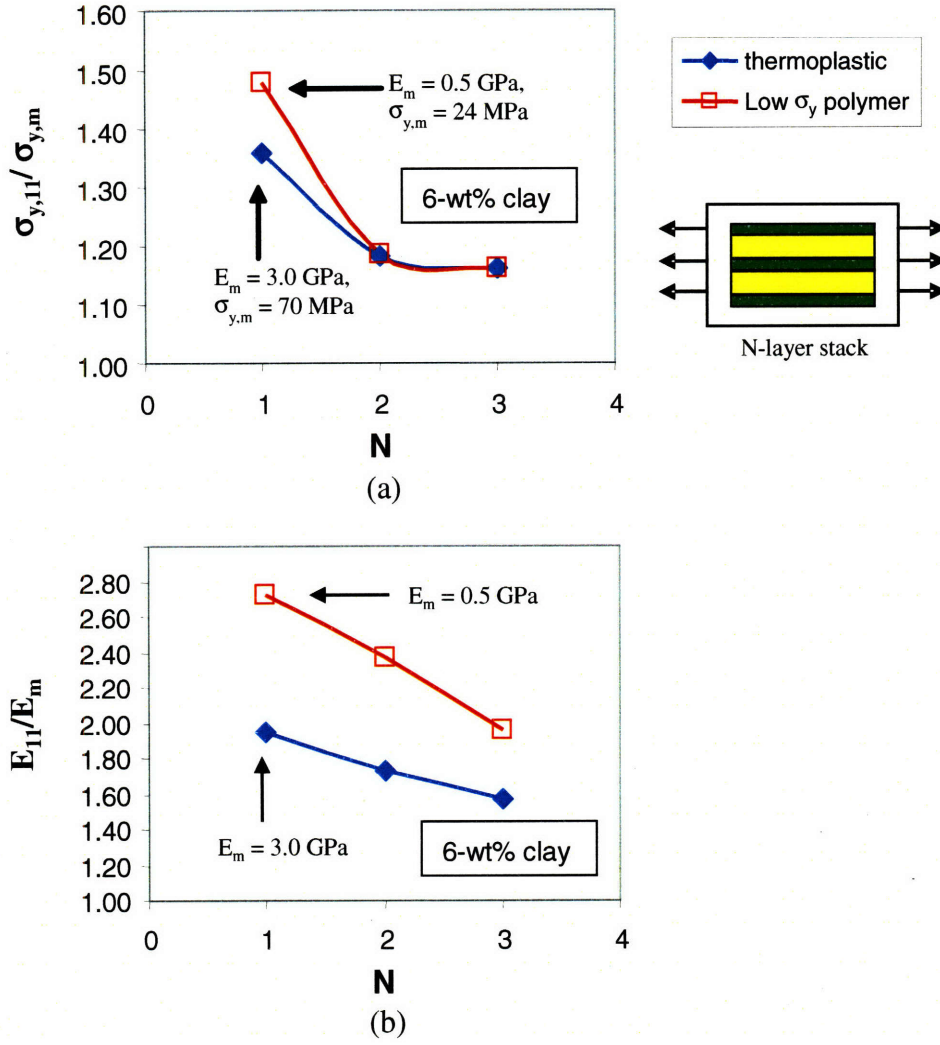 1.60
1.50
1.40
1.30
1.20
1.10
1.00
σy,11/ σy,m
Em = 0.5 GPa,
σy,m = 24 MPa
6-wt% clay
Em = 3.0 GPa,
σy,m = 70 MPa
0 1 2 3 4
N
(a)
thermoplastic
Low σy polymer
N-layer stack
2.80
2.60
2.40
2.20
2.00
1.80
1.60
1.40
1.20
1.00
E11/Em
Em = 0.5 GPa
Em = 3.0 GPa
6-wt% clay
0 1 2 3 4
N
(b)